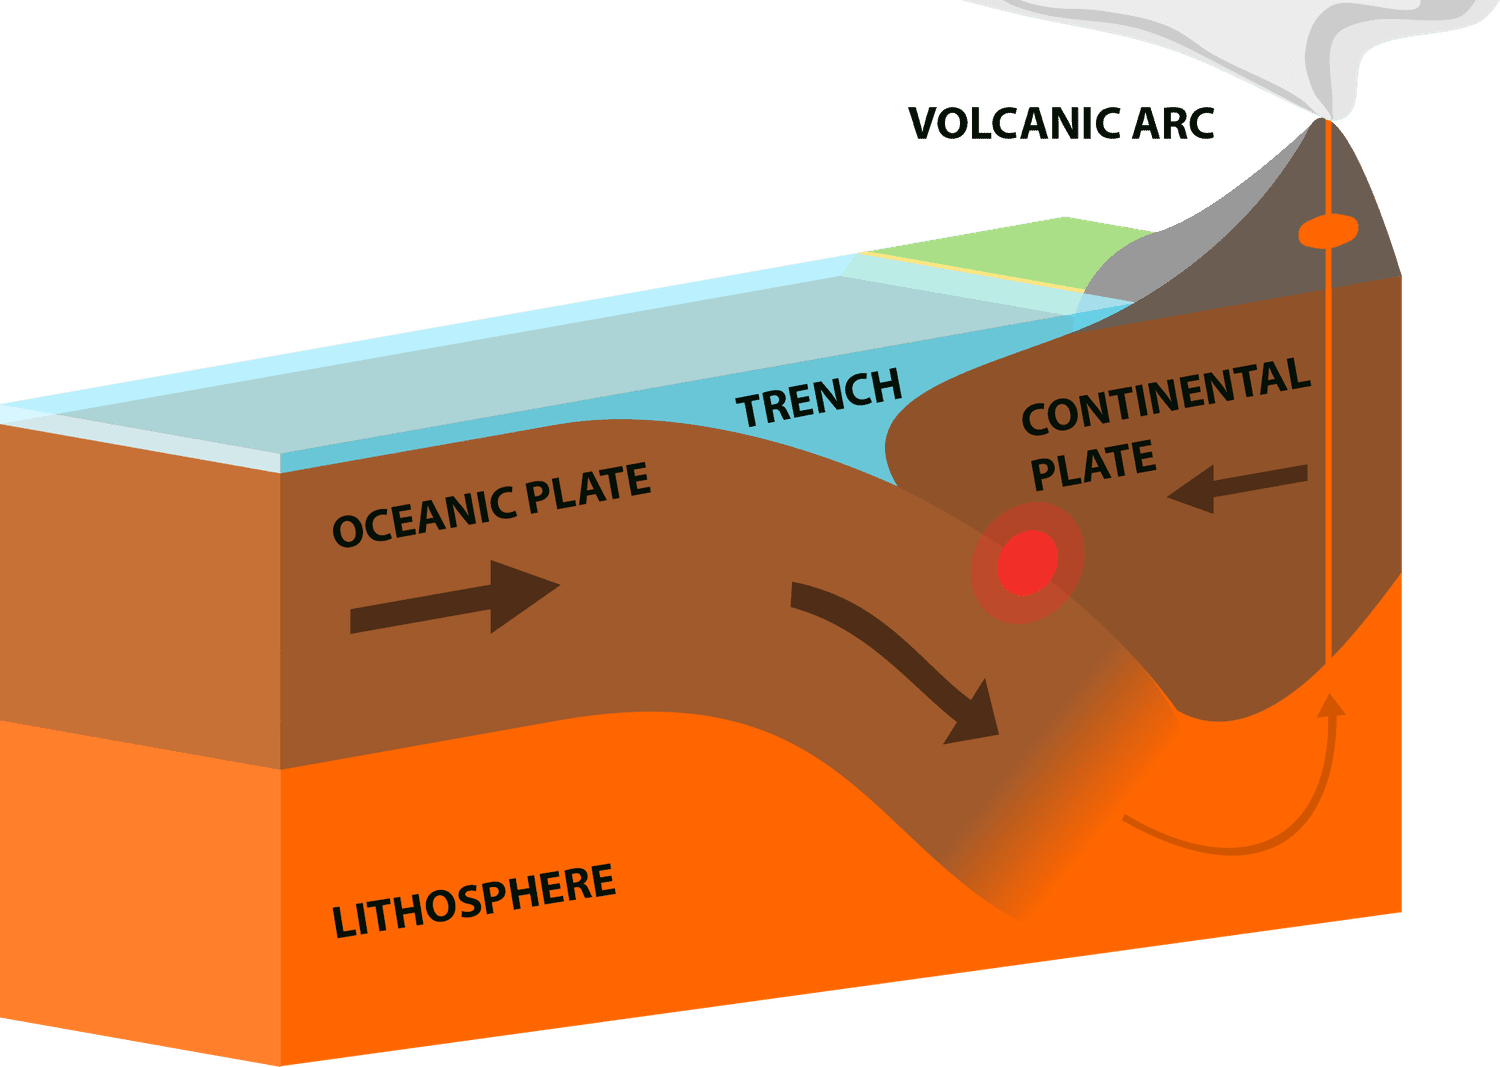 VOLCANIC ARC
TRENCH
CONTINENTAL
PLATE
OCEANIC PLATE
LITHOSPHERE